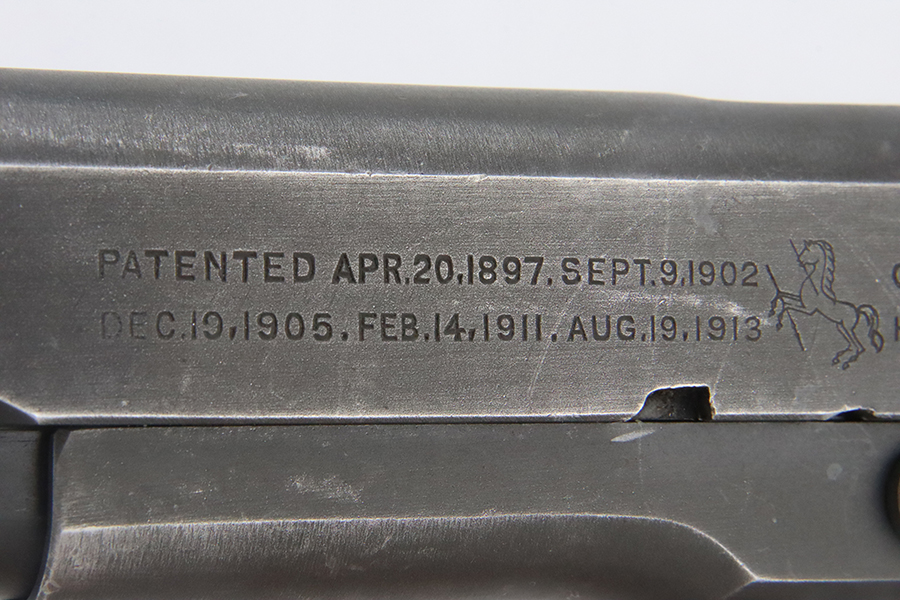 PATENTED APR.20,1897. SEPT.9,1902
DEC.19,1905. FEB.14,1911. AUG.19,1913